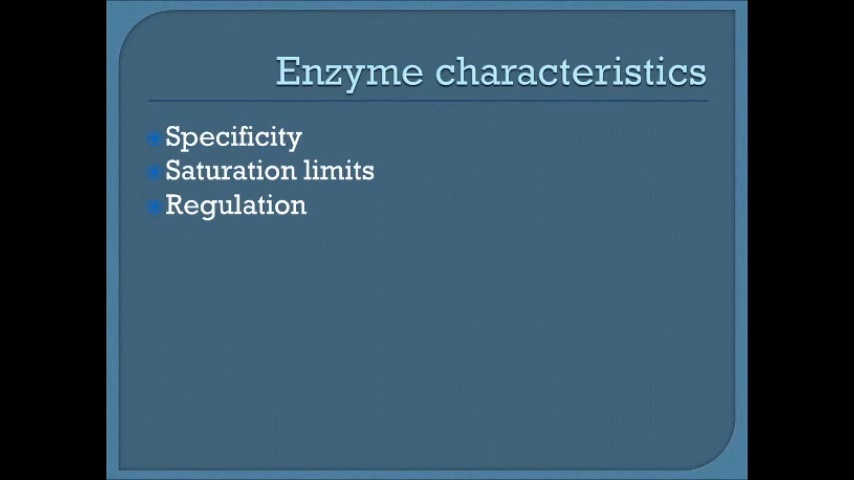 Enzyme characteristics
Specificity
Saturation limits
Regulation